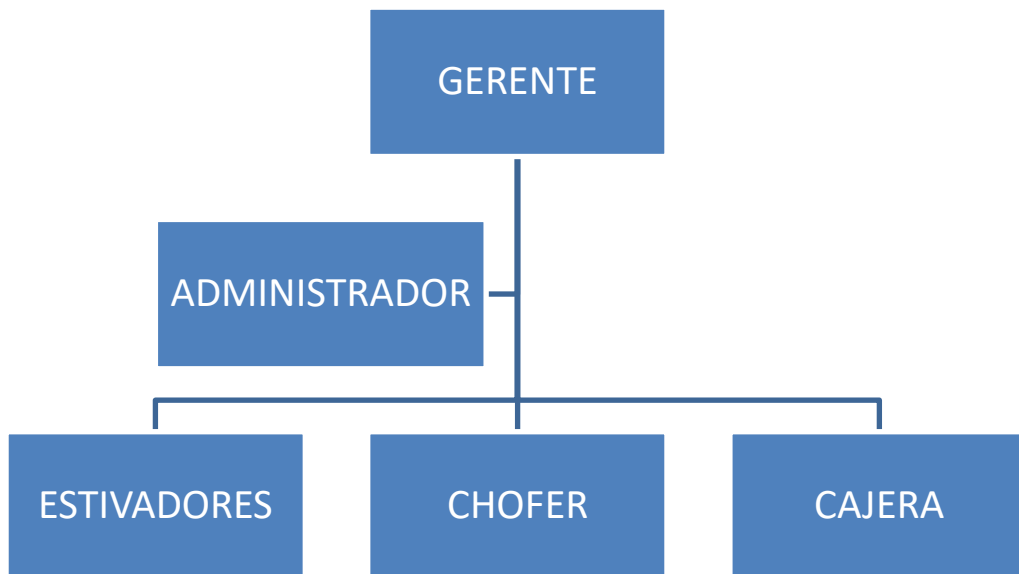 GERENTE
ADMINISTRADOR
ESTIVADORES
CHOFER
CAJERA